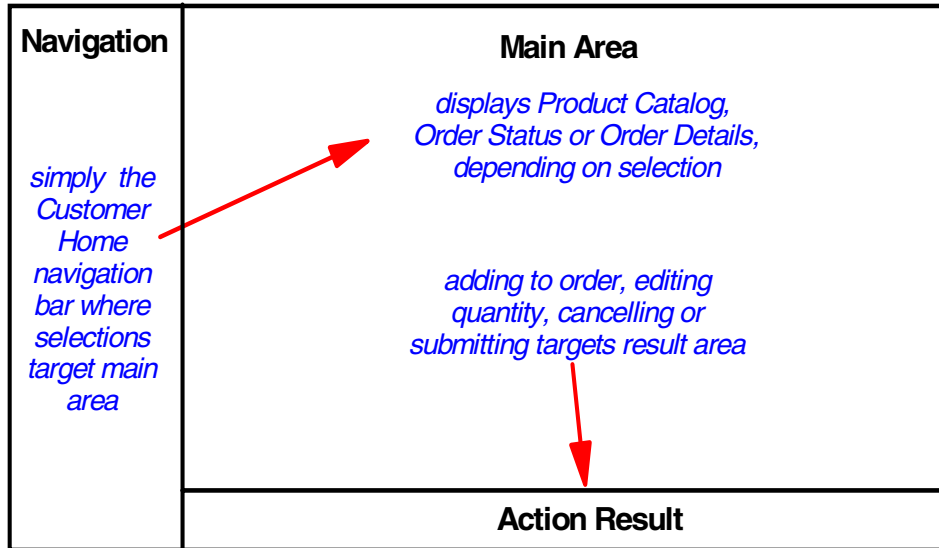 Navigation
simply the
Customer
Home
navigation
bar where
selections
target main
area
Main Area
displays Product Catalog,
Order Status or Order Details,
depending on selection
adding to order, editing
quantity, cancelling or
submitting targets result area
Action Result